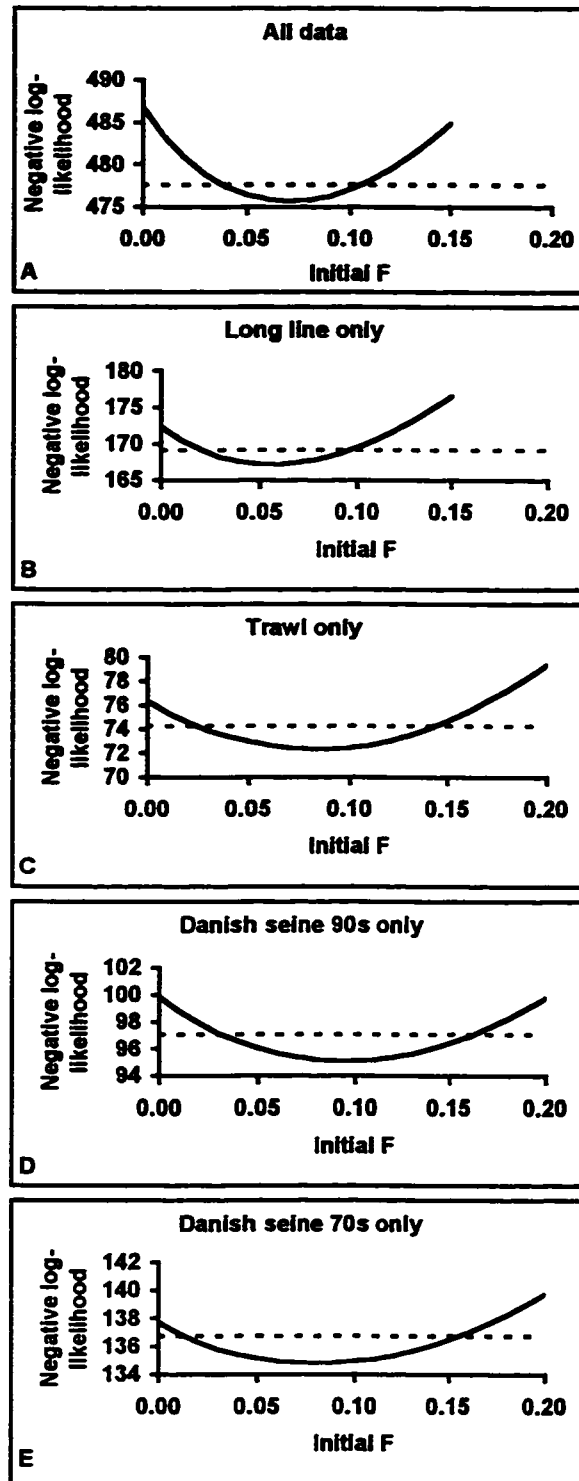 All data
Negative log-
likelihood
490
485
480
475
0.00 0.05 0.10 0.15 0.20
Initial F
A
Long line only
Negative log-
likelihood
180
175
170
165
0.00 0.05 0.10 0.15 0.20
Initial F
B
Trawl only
Negative log-
likelihood
80
78
76
74
72
70
0.00 0.05 0.10 0.15 0.20
Initial F
C
Danish seine 90s only
Negative log-
likelihood
102
100
98
96
94
0.00 0.05 0.10 0.15 0.20
Initial F
D
Danish seine 70s only
Negative log-
likelihood
142
140
138
136
134
0.00 0.05 0.10 0.15 0.20
Initial F
E